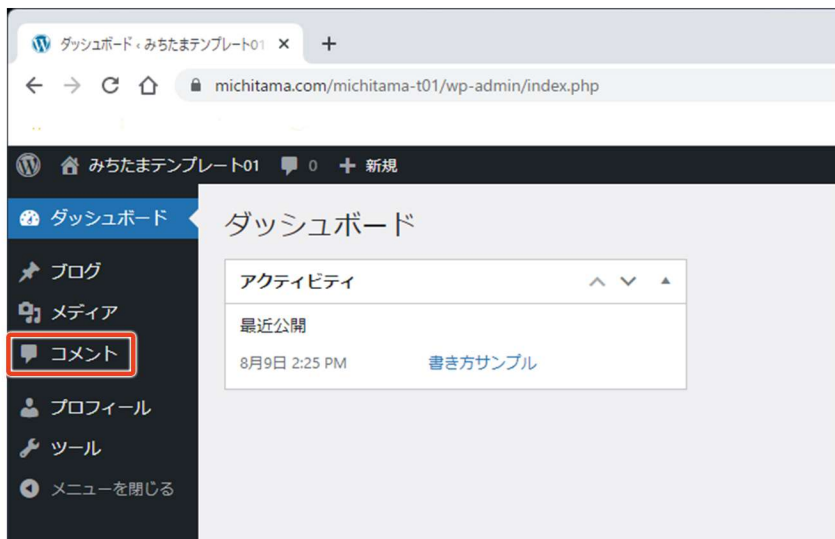 ダッシュボード ‹ みちたまテンプレート01
michitama.com/michitama-t01/wp-admin/index.php
みちたまテンプレート01 0 新規
ダッシュボード
ブログ
メディア
コメント
プロフィール
ツール
メニューを閉じる
ダッシュボード
アクティビティ
最近公開
8月9日 2:25 PM 書き方サンプル